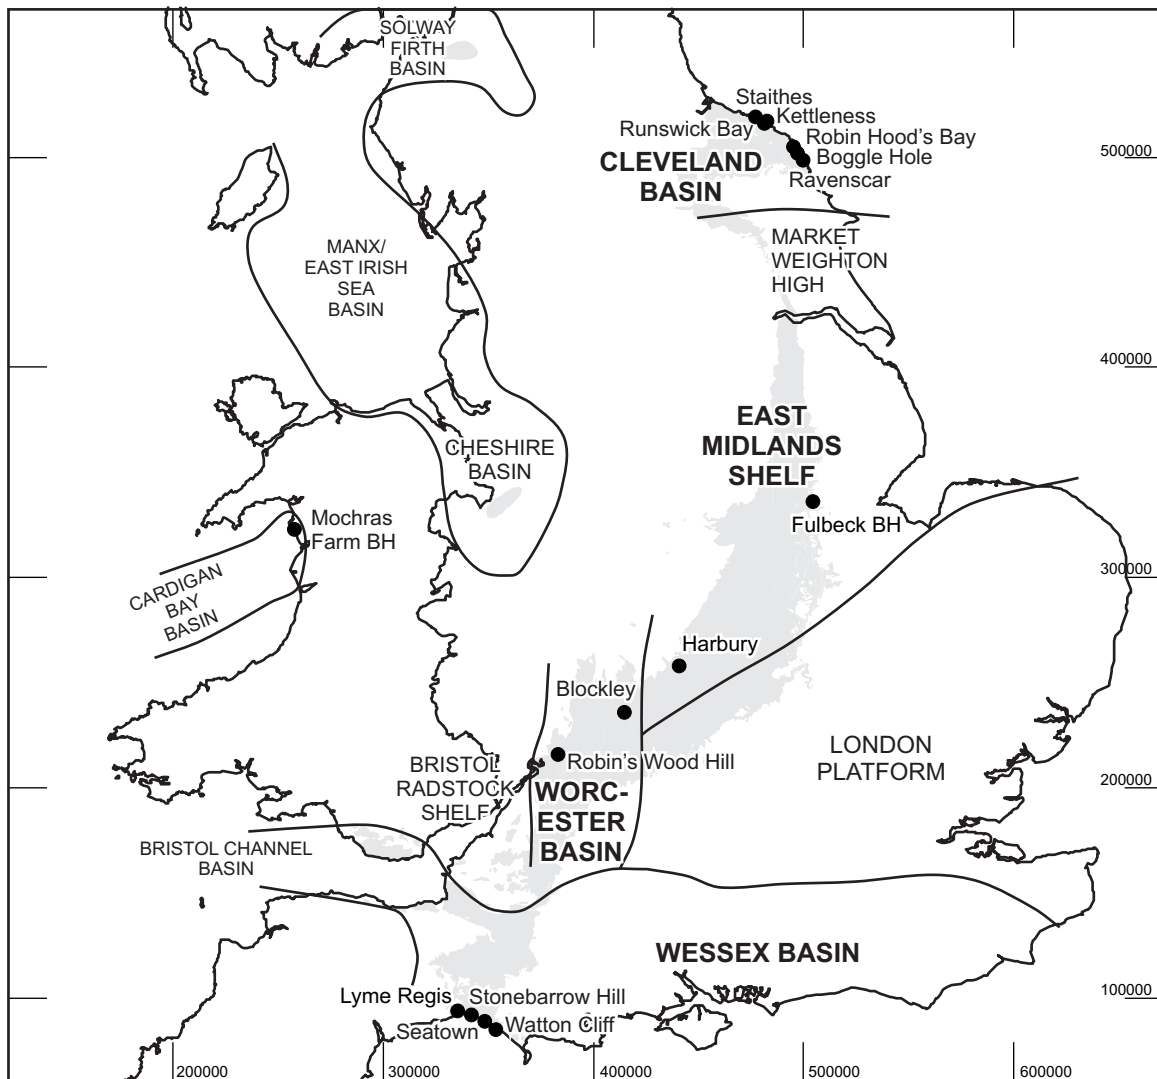 SOLWAY
FIRTH
BASIN
Staithes
Kettleness
Runswick Bay
Robin Hood's Bay
Boggle Hole
Ravenscar
CLEVELAND
BASIN
500000
MARKET
WEIGHTON
HIGH
MANX/
EAST IRISH
SEA
BASIN
400000
EAST
MIDLANDS
SHELF
CHESHIRE
BASIN
Fulbeck BH
Mochras
Farm BH
CARDIGAN
BAY
BASIN
300000
Harbury
Blockley
Robin's Wood Hill
BRISTOL
RADSTOCK
SHELF
WORC-
ESTER
BASIN
LONDON
PLATFORM
200000
BRISTOL CHANNEL
BASIN
WESSEX BASIN
Lyme Regis
Stonebarrow Hill
Seatown
Watton Cliff
100000
200000
300000
400000
500000
600000